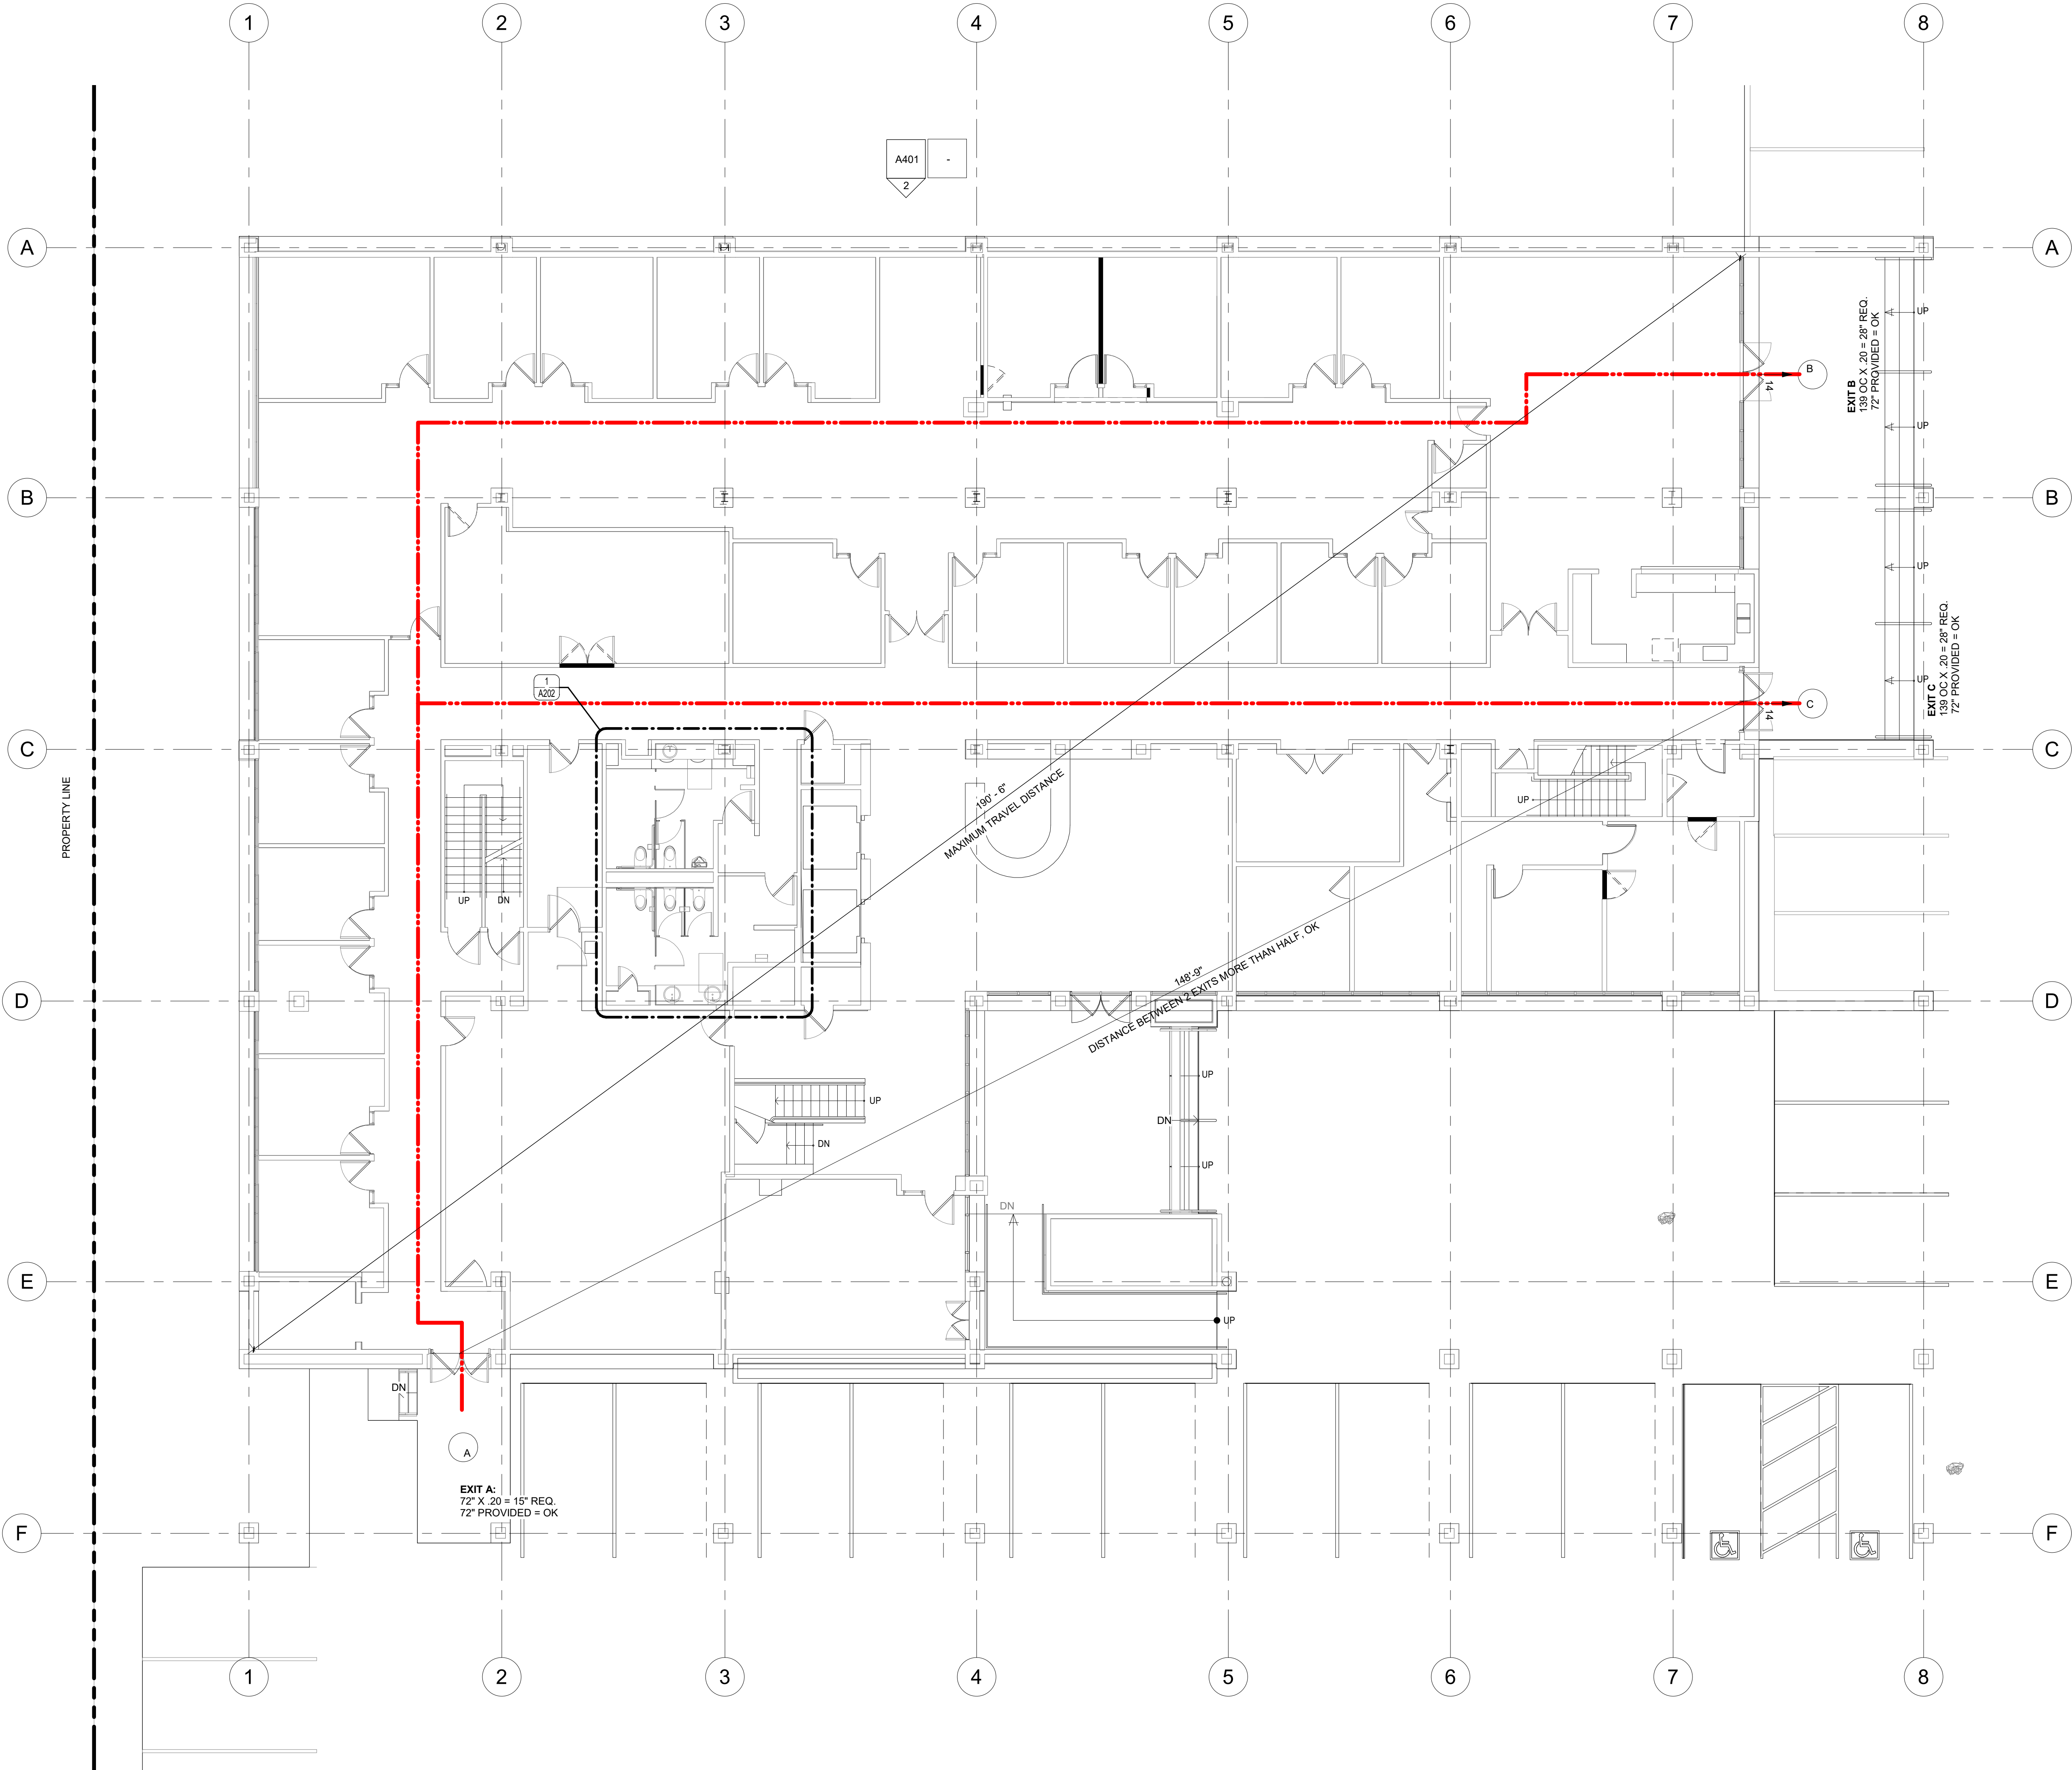 1 2 3 4 5 6 7 8
A401 -
2
A A
UP
EXIT B
139 OC X .20 = 28" REQ.
72" PROVIDED = OK
B
14
UP
B B
UP
EXIT C
139 OC X .20 = 28" REQ.
72" PROVIDED = OK
1
A202
UP
C
14
C C
PROPERTY LINE
190' - 6"
MAXIMUM TRAVEL DISTANCE
UP
UP DN
148'-9"
DISTANCE BETWEEN 2 EXITS MORE THAN HALF, OK
D D
UP
UP
DN
DN
UP
DN
E E
UP
DN
A
EXIT A:
72" X .20 = 15" REQ.
72" PROVIDED = OK
F F
1 2 3 4 5 6 7 8